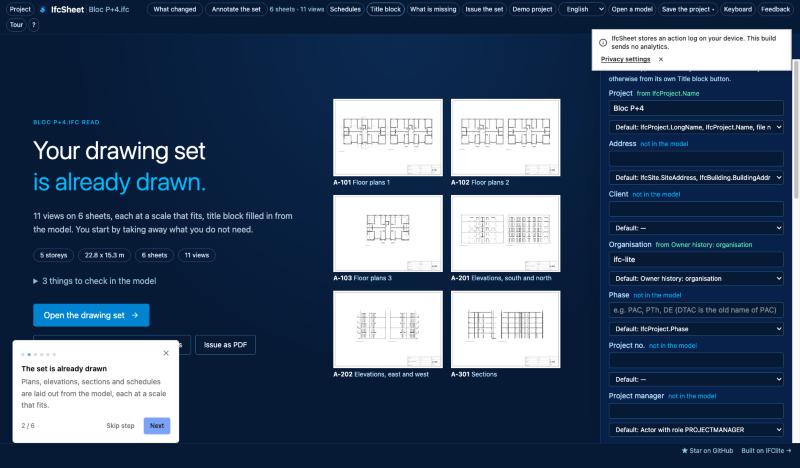 Project
IfcSheet
Bloc P+4.ifc
What changed
Annotate the set
6 sheets · 11 views
Schedules
Title block
What is missing
Issue the set
Demo project
English
Open a model
Save the project
Keyboard
Feedback
Tour
?
IfcSheet stores an action log on your device. This build
sends no analytics.
Privacy settings ×
otherwise from its own Title block button.
BLOC P+4.IFC READ
Your drawing set
is already drawn.
11 views on 6 sheets, each at a scale that fits, title block filled in from
the model. You start by taking away what you do not need.
5 storeys
22.8 x 15.3 m
6 sheets
11 views
3 things to check in the model
Open the drawing set →
s
Issue as PDF
A-101 Floor plans 1
A-102 Floor plans 2
A-103 Floor plans 3
A-201 Elevations, south and north
A-202 Elevations, east and west
A-301 Sections
Project from IfcProject.Name
Bloc P+4
Default: IfcProject.LongName, IfcProject.Name, file n
Address not in the model
Default: IfcSite.SiteAddress, IfcBuilding.BuildingAddr
Client not in the model
Default: —
Organisation from Owner history: organisation
ifc-lite
Default: Owner history: organisation
Phase not in the model
e.g. PAC, PTh, DE (DTAC is the old name of PAC)
Default: IfcProject.Phase
Project no. not in the model
Default: —
Project manager not in the model
Default: Actor with role PROJECTMANAGER
The set is already drawn
Plans, elevations, sections and schedules
are laid out from the model, each at a scale
that fits.
2 / 6
Skip step
Next
★ Star on GitHub
Built on IFClite →